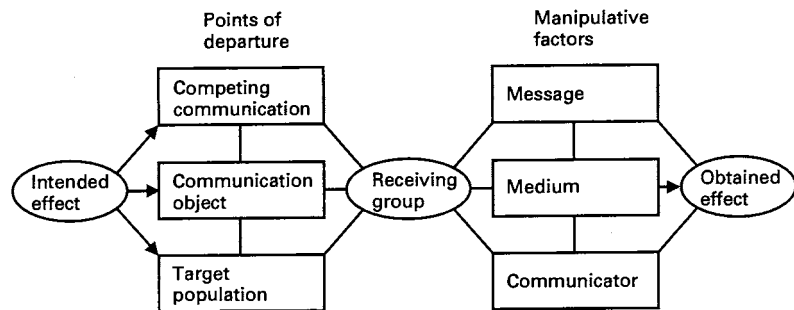 Points of
departure
Manipulative
factors
Competing
communication
Message
Intended
effect
Communication
object
Receiving
group
Medium
Obtained
effect
Target
population
Communicator